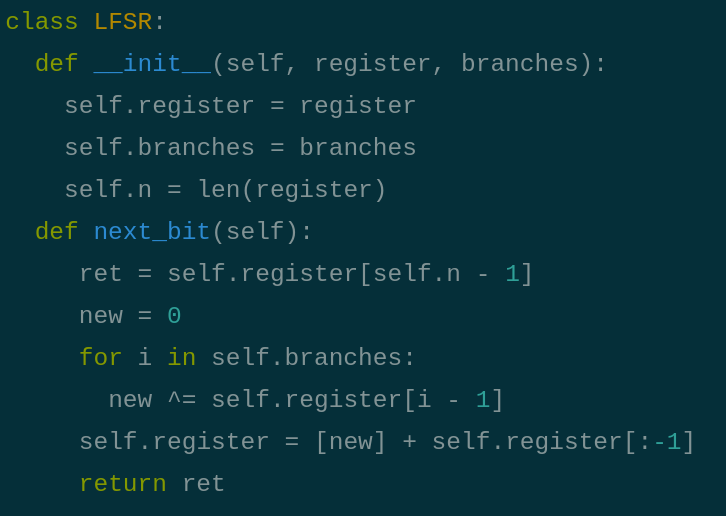 class LFSR:
  def __init__(self, register, branches):
    self.register = register
    self.branches = branches
    self.n = len(register)
  def next_bit(self):
     ret = self.register[self.n - 1]
     new = 0
     for i in self.branches:
       new ^= self.register[i - 1]
     self.register = [new] + self.register[:-1]
     return ret